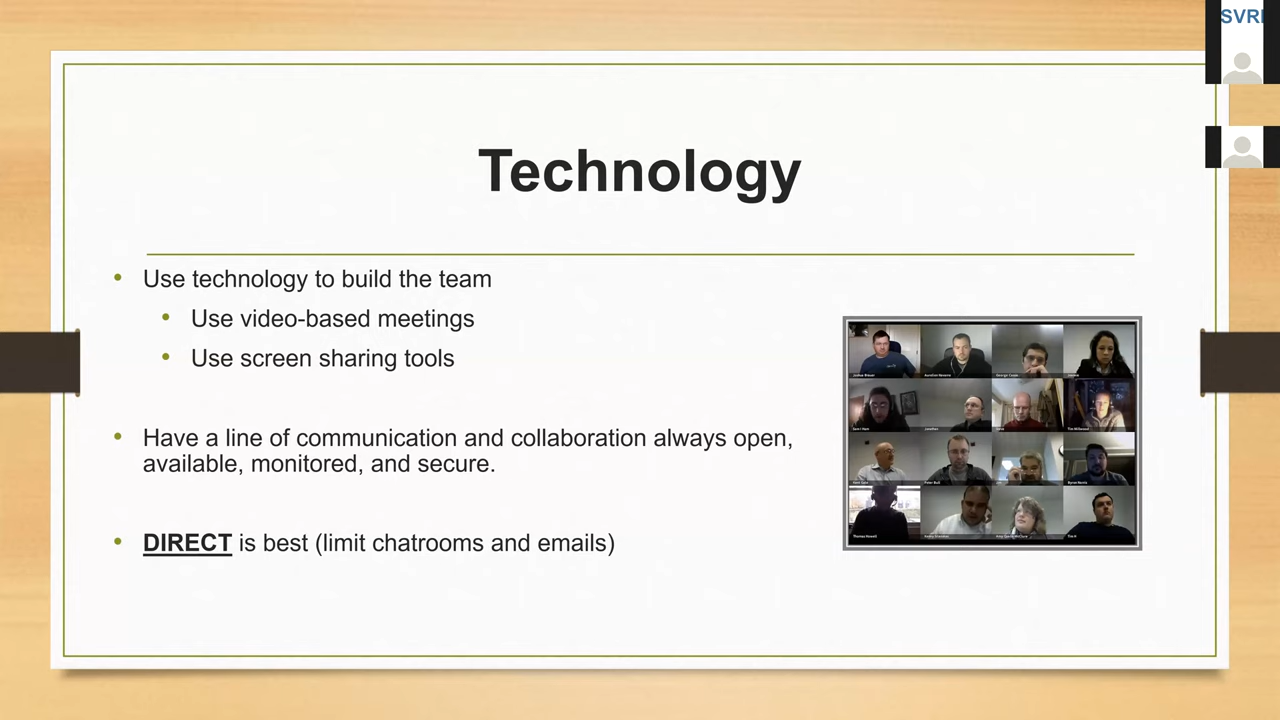 SVRI
Technology
• Use technology to build the team
• Use video-based meetings
• Use screen sharing tools
• Have a line of communication and collaboration always open,
available, monitored, and secure.
• DIRECT is best (limit chatrooms and emails)